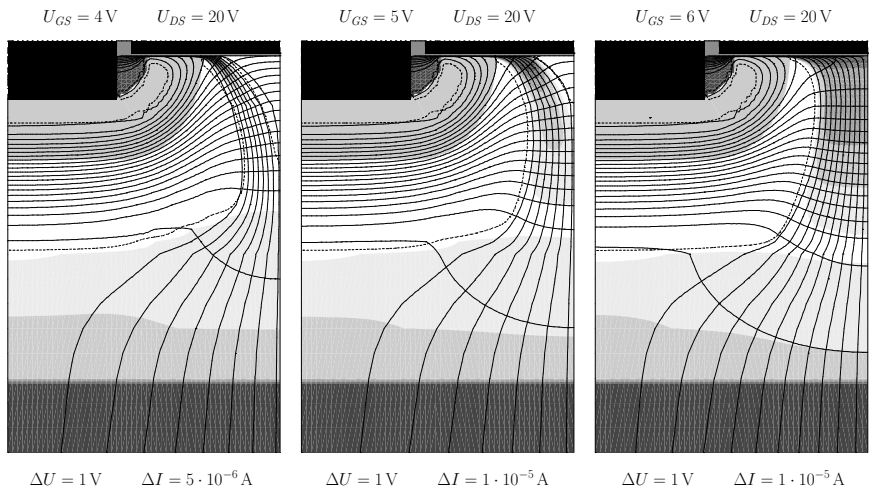 U_GS = 4 V U_DS = 20 V
U_GS = 5 V U_DS = 20 V
U_GS = 6 V U_DS = 20 V
ΔU = 1 V ΔI = 5 · 10⁻⁶ A
ΔU = 1 V ΔI = 1 · 10⁻⁵ A
ΔU = 1 V ΔI = 1 · 10⁻⁵ A